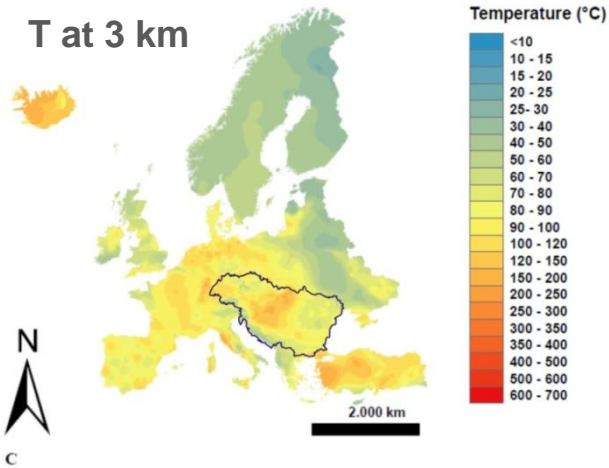 T at 3 km
Temperature (°C)
<10
10 - 15
15 - 20
20 - 25
25- 30
30 - 40
40 - 50
50 - 60
60 - 70
70 - 80
80 - 90
90 - 100
100 - 120
120 - 150
150 - 200
200 - 250
250 - 300
300 - 350
350 - 400
400 - 500
500 - 600
600 - 700
N
2.000 km
C